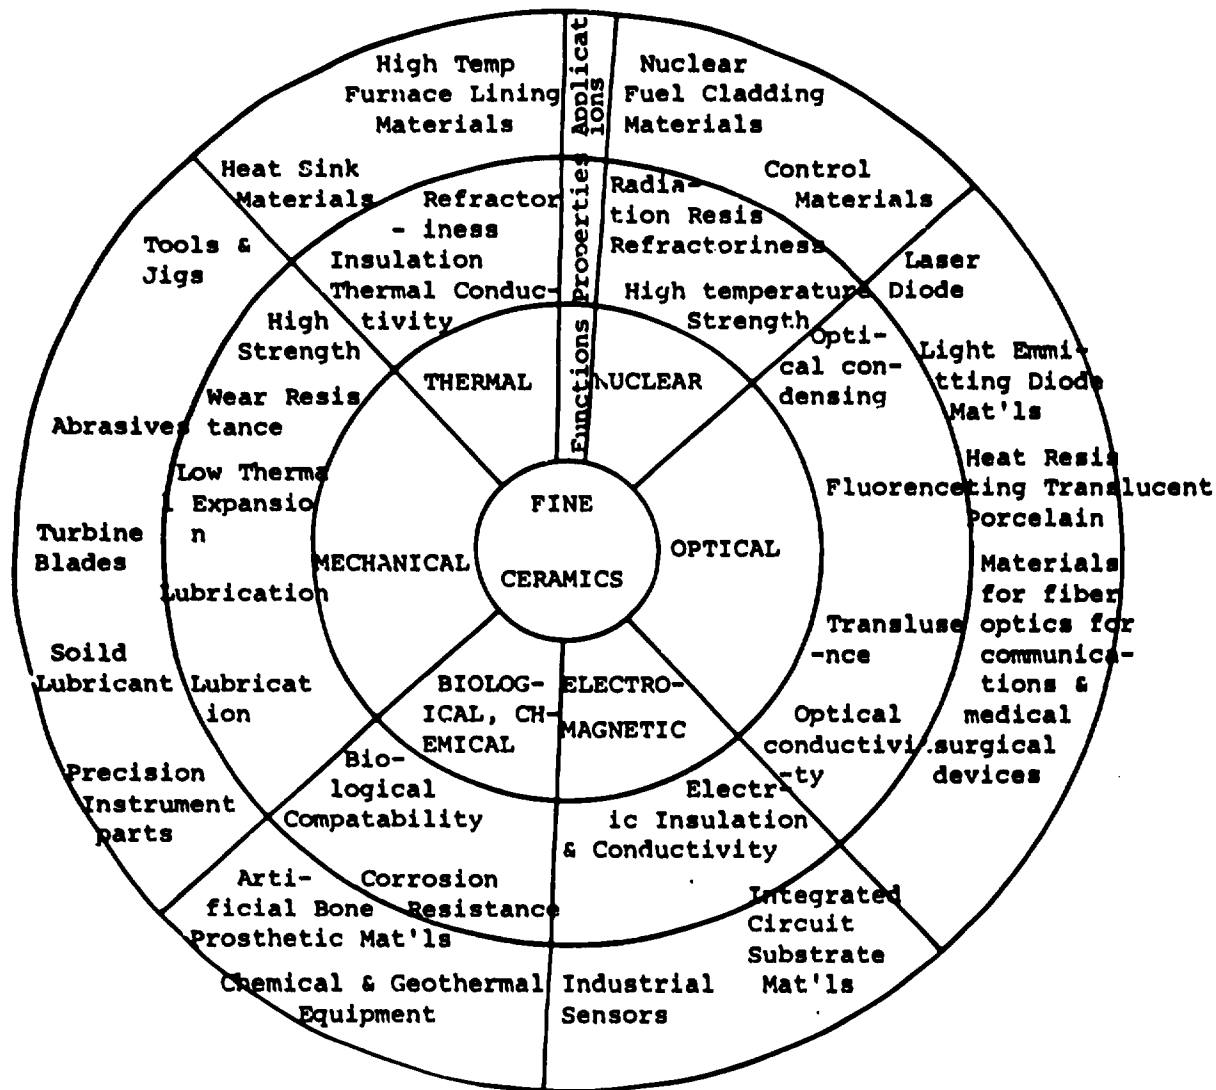 High Temp
Furnace Lining
Materials
Heat Sink
Materials
Refractor
- iness
Insulation
Thermal Conduc-
tivity
THERMAL
Applicat
ions
Properties
Functions
Nuclear
Fuel Cladding
Materials
Control
Materials
Radia-
tion Resis
Refractoriness
High temperature
Strength
NUCLEAR
Laser
Diode
Light Emmi-
tting Diode
Mat'ls
Heat Resis
ting Translucent
Porcelain
Materials
for fiber
optics for
communica-
tions &
medical
surgical
devices
Opti-
cal con-
densing
Fluorence
Transluse
-nce
Optical
conductivi
-ty
OPTICAL
Tools &
Jigs
Abrasives
Turbine
Blades
Soild
Lubricant
Precision
Instrument
parts
High
Strength
Wear Resis
tance
Low Therma
l Expansio
n
Lubrication
Lubricat
ion
MECHANICAL
FINE
CERAMICS
BIOLOG-
ICAL, CH-
EMICAL
Bio-
logical
Compatability
Corrosion
Resistance
Arti-
ficial Bone
Prosthetic Mat'ls
Chemical & Geothermal
Equipment
ELECTRO-
MAGNETIC
Electr-
ic Insulation
& Conductivity
Integrated
Circuit
Substrate
Mat'ls
Industrial
Sensors